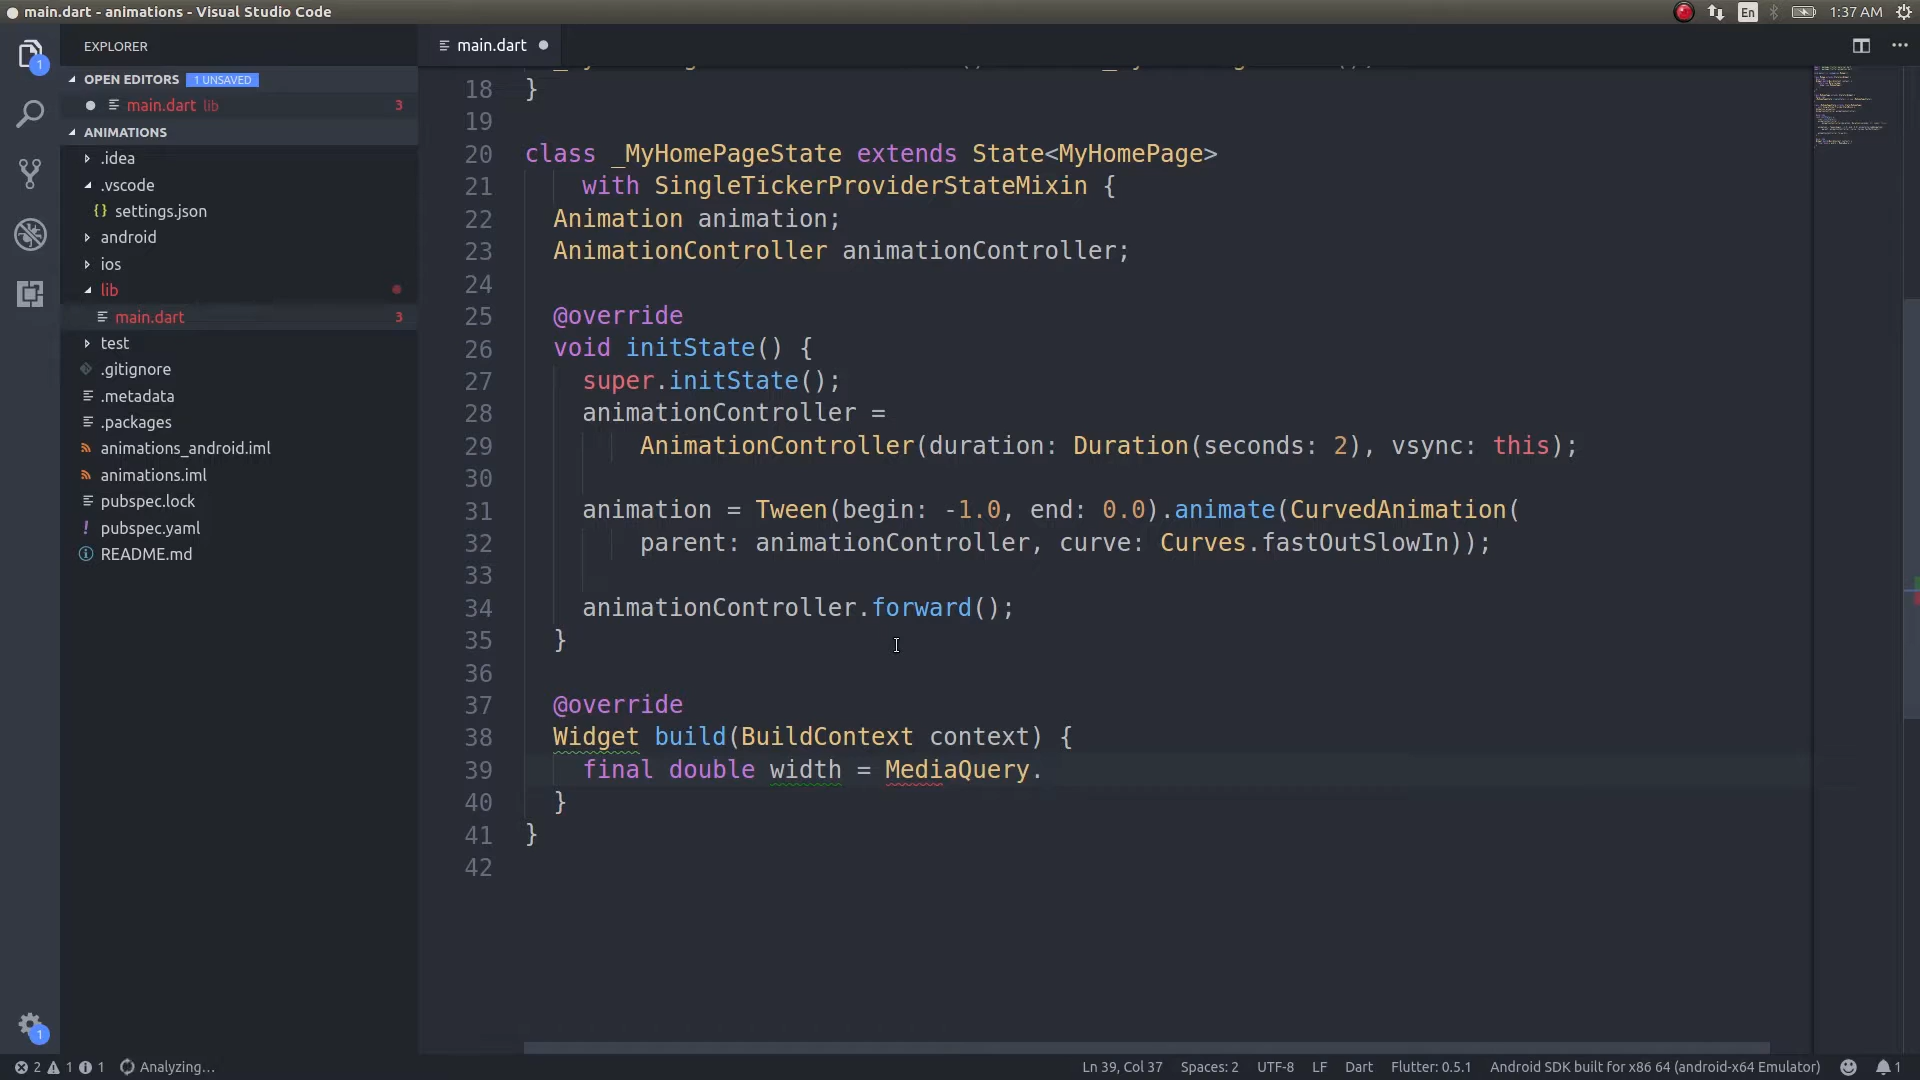 main.dart - animations - Visual Studio Code
En
1:37 AM
EXPLORER
OPEN EDITORS 1 UNSAVED
main.dart lib 3
ANIMATIONS
.idea
.vscode
{} settings.json
android
ios
lib
main.dart 3
test
.gitignore
.metadata
.packages
animations_android.iml
animations.iml
pubspec.lock
! pubspec.yaml
README.md
1
1
main.dart
18 }
19
20 class _MyHomePageState extends State<MyHomePage>
21 with SingleTickerProviderStateMixin {
22 Animation animation;
23 AnimationController animationController;
24
25 @override
26 void initState() {
27 super.initState();
28 animationController =
29 AnimationController(duration: Duration(seconds: 2), vsync: this);
30
31 animation = Tween(begin: -1.0, end: 0.0).animate(CurvedAnimation(
32 parent: animationController, curve: Curves.fastOutSlowIn));
33
34 animationController.forward();
35 }
36
37 @override
38 Widget build(BuildContext context) {
39 final double width = MediaQuery.
40 }
41 }
42
2 1 1 Analyzing...
Ln 39, Col 37 Spaces: 2 UTF-8 LF Dart Flutter: 0.5.1 Android SDK built for x86 64 (android-x64 Emulator) 1